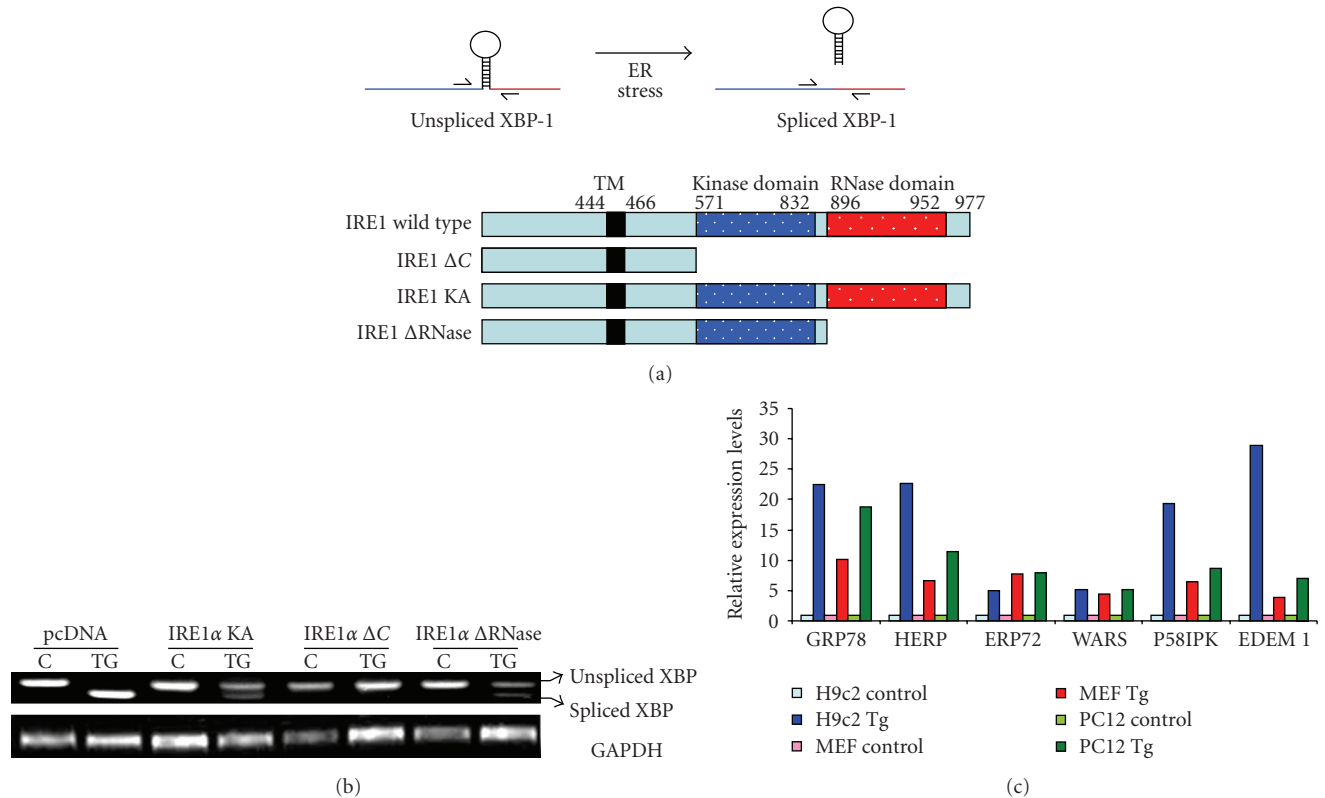 ER
stress
Unspliced XBP-1
Spliced XBP-1
TM
Kinase domain
RNase domain
444 466 571 832 896 952 977
IRE1 wild type
IRE1 ΔC
IRE1 KA
IRE1 ΔRNase
(a)
pcDNA IRE1α KA IRE1α ΔC IRE1α ΔRNase
C TG C TG C TG C TG
Unspliced XBP
Spliced XBP
GAPDH
(b)
Relative expression levels
35
30
25
20
15
10
5
0
GRP78 HERP ERP72 WARS P58IPK EDEM 1
H9c2 control
H9c2 Tg
MEF control
MEF Tg
PC12 control
PC12 Tg
(c)